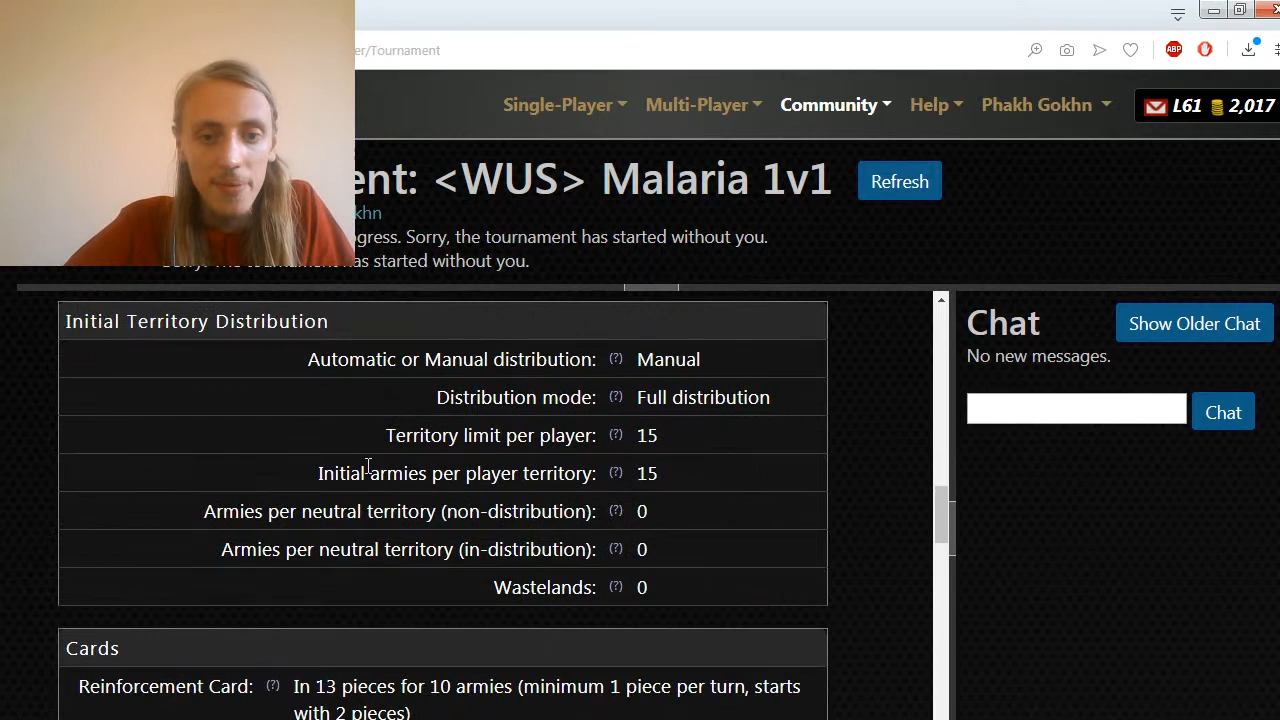 er/Tournament
ABP
Single-Player Multi-Player Community Help Phakh Gokhn L61 2,017
ent: <WUS> Malaria 1v1 Refresh
khn
gress. Sorry, the tournament has started without you.
has started without you.
Initial Territory Distribution
Automatic or Manual distribution: (?) Manual
Distribution mode: (?) Full distribution
Territory limit per player: (?) 15
Initial armies per player territory: (?) 15
Armies per neutral territory (non-distribution): (?) 0
Armies per neutral territory (in-distribution): (?) 0
Wastelands: (?) 0
Cards
Reinforcement Card: (?) In 13 pieces for 10 armies (minimum 1 piece per turn, starts
with 2 pieces)
Chat Show Older Chat
No new messages.
Chat